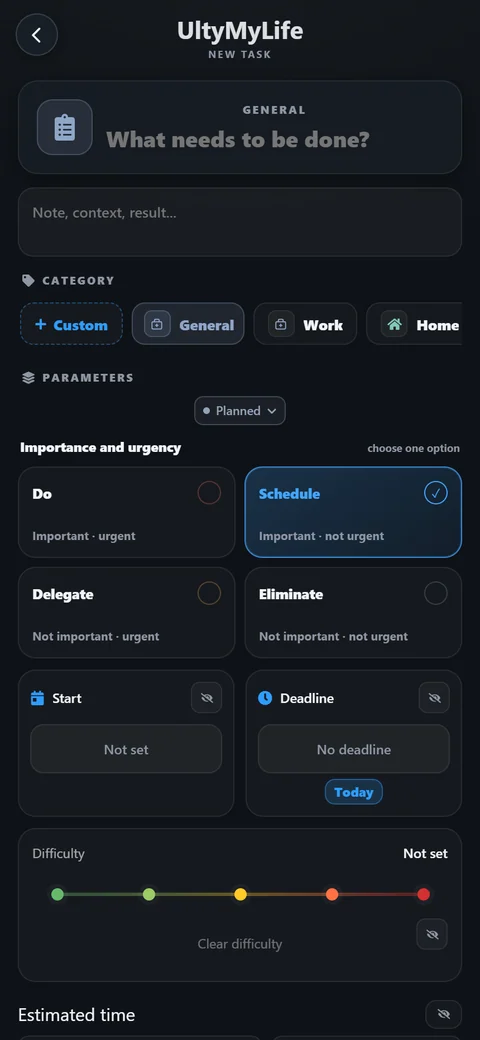 UltyMyLife
NEW TASK
GENERAL
What needs to be done?
Note, context, result...
CATEGORY
+ Custom
General
Work
Home
PARAMETERS
Planned
Importance and urgency
choose one option
Do
Important · urgent
Schedule
Important · not urgent
Delegate
Not important · urgent
Eliminate
Not important · not urgent
Start
Not set
Deadline
No deadline
Today
Difficulty
Not set
Clear difficulty
Estimated time